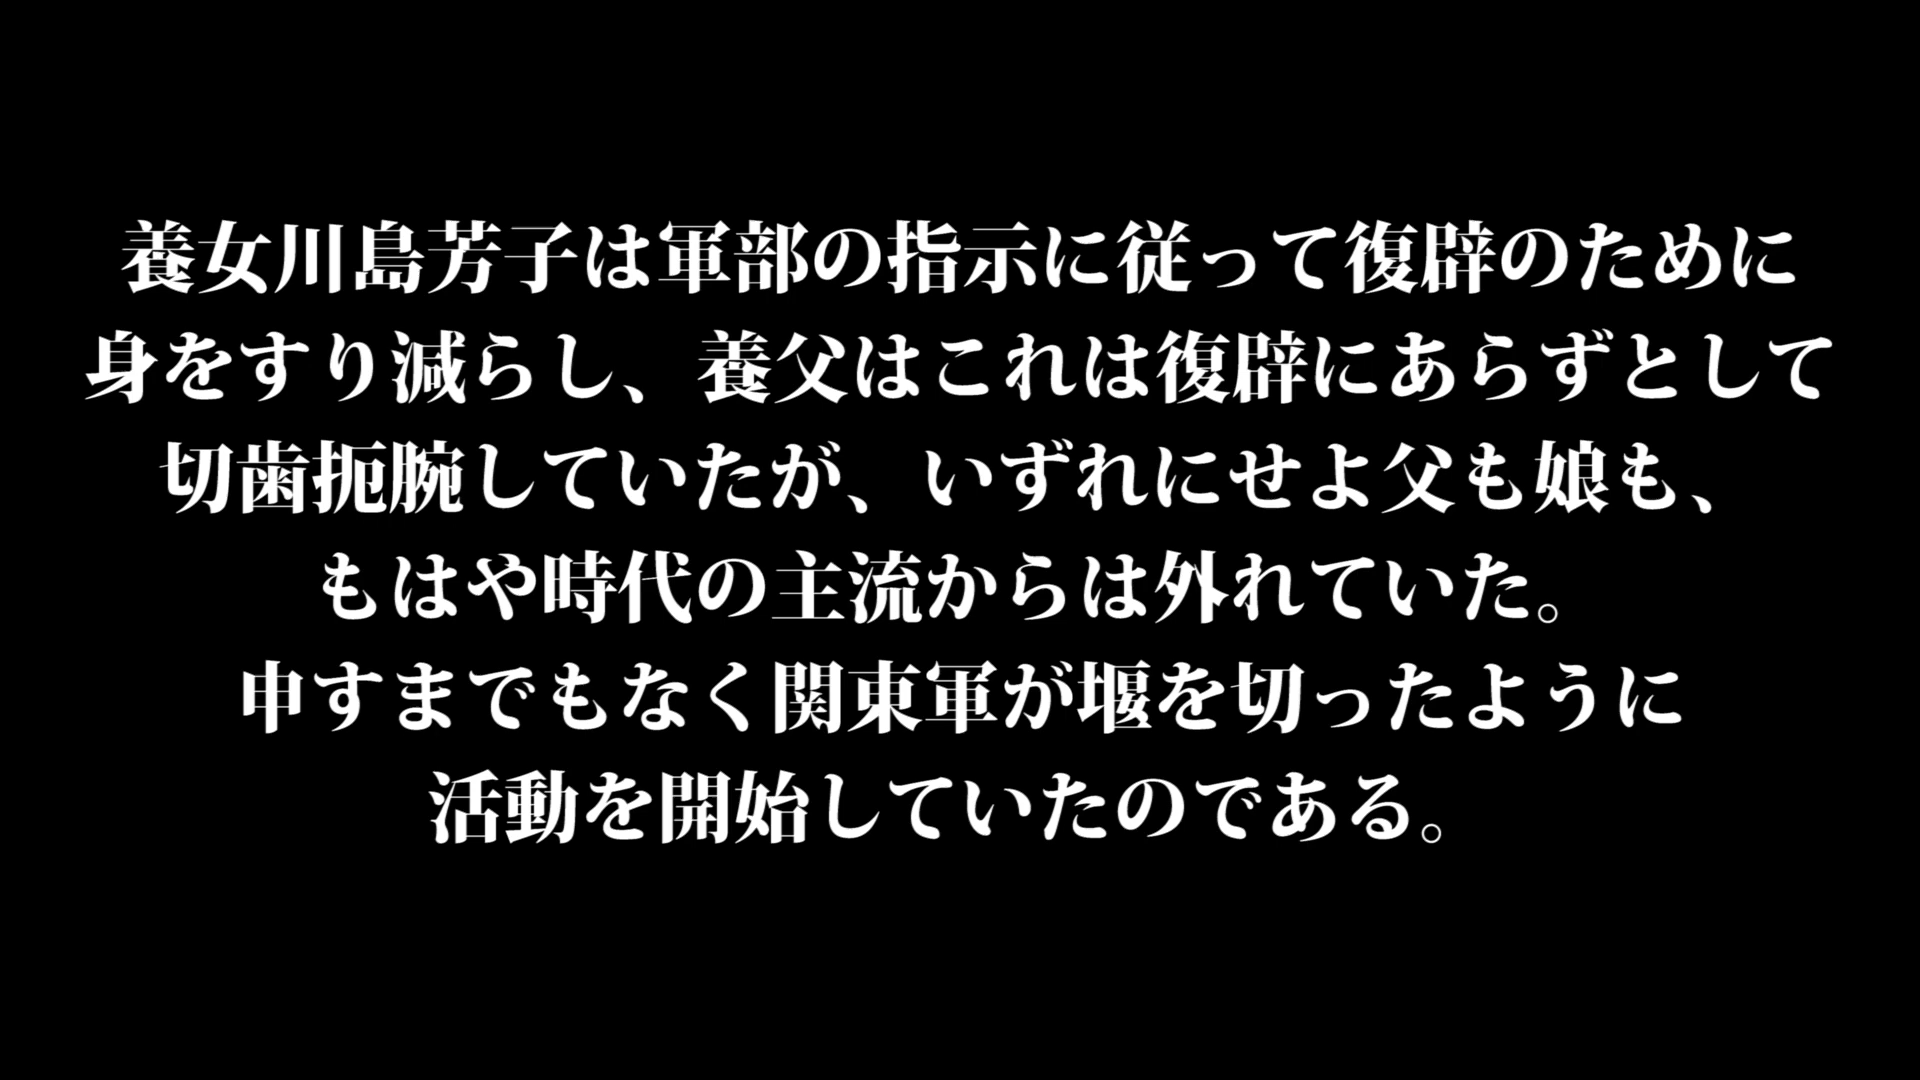 養女川島芳子は軍部の指示に従って復辟のために
身をすり減らし、養父はこれは復辟にあらずとして
切歯扼腕していたが、いずれにせよ父も娘も、
もはや時代の主流からは外れていた。
申すまでもなく関東軍が堰を切ったように
活動を開始していたのである。